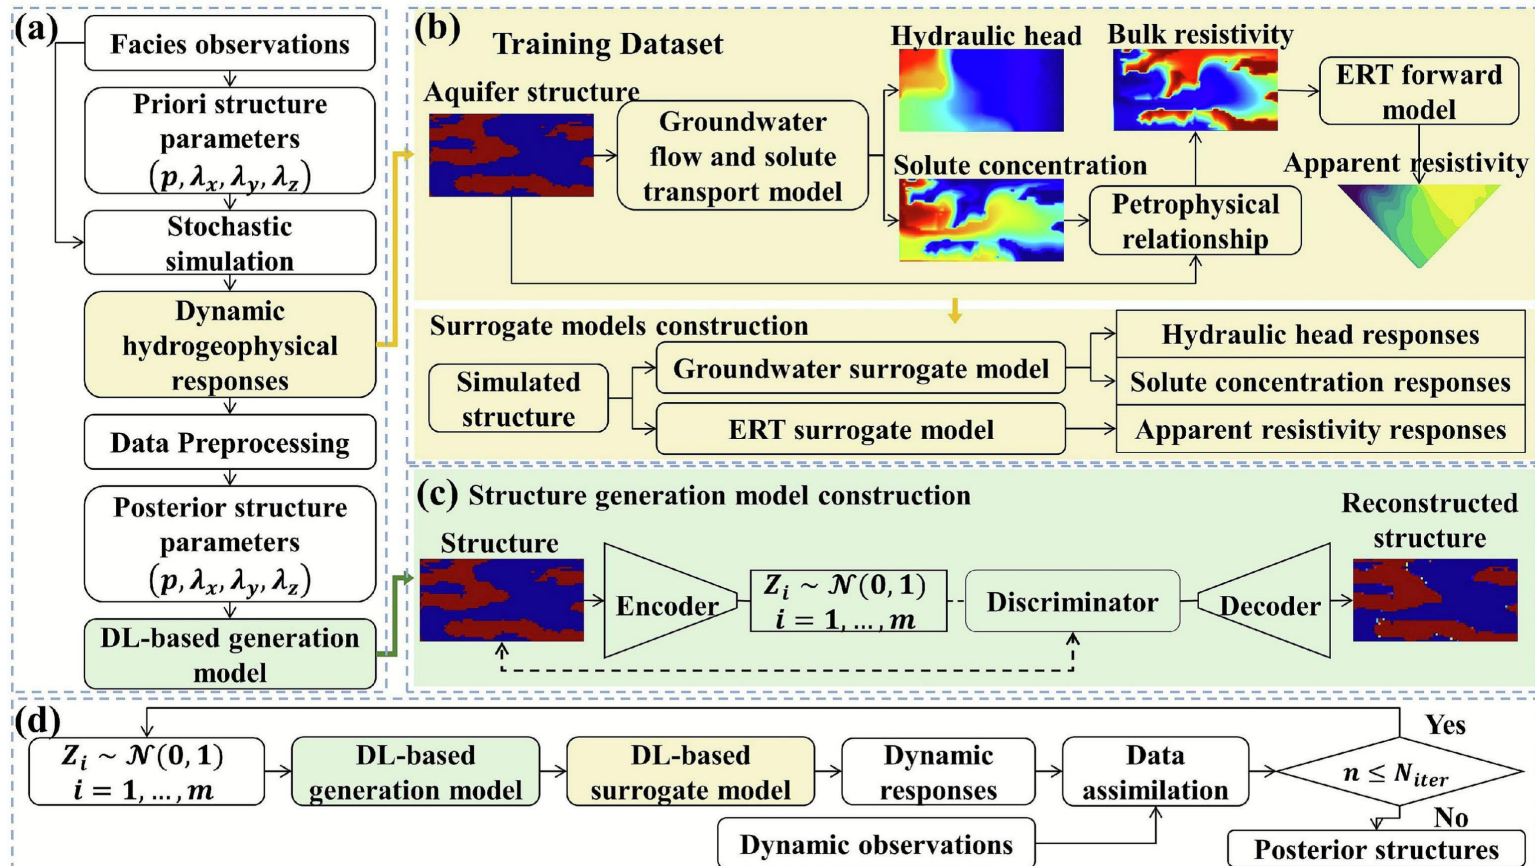 (a)
Facies observations
Priori structure
parameters
(p, λx, λy, λz)
Stochastic
simulation
Dynamic
hydrogeophysical
responses
Data Preprocessing
Posterior structure
parameters
(p, λx, λy, λz)
DL-based generation
model
(b)
Training Dataset
Aquifer structure
Groundwater
flow and solute
transport model
Hydraulic head
Solute concentration
Bulk resistivity
Petrophysical
relationship
ERT forward
model
Apparent resistivity
Surrogate models construction
Simulated
structure
Groundwater surrogate model
ERT surrogate model
Hydraulic head responses
Solute concentration responses
Apparent resistivity responses
(c)
Structure generation model construction
Structure
Encoder
Zi ~ 𝒩(0, 1)
i = 1, ..., m
Discriminator
Decoder
Reconstructed
structure
(d)
Zi ~ 𝒩(0, 1)
i = 1, ..., m
DL-based
generation model
DL-based
surrogate model
Dynamic
responses
Data
assimilation
Dynamic observations
n ≤ Niter
Yes
No
Posterior structures